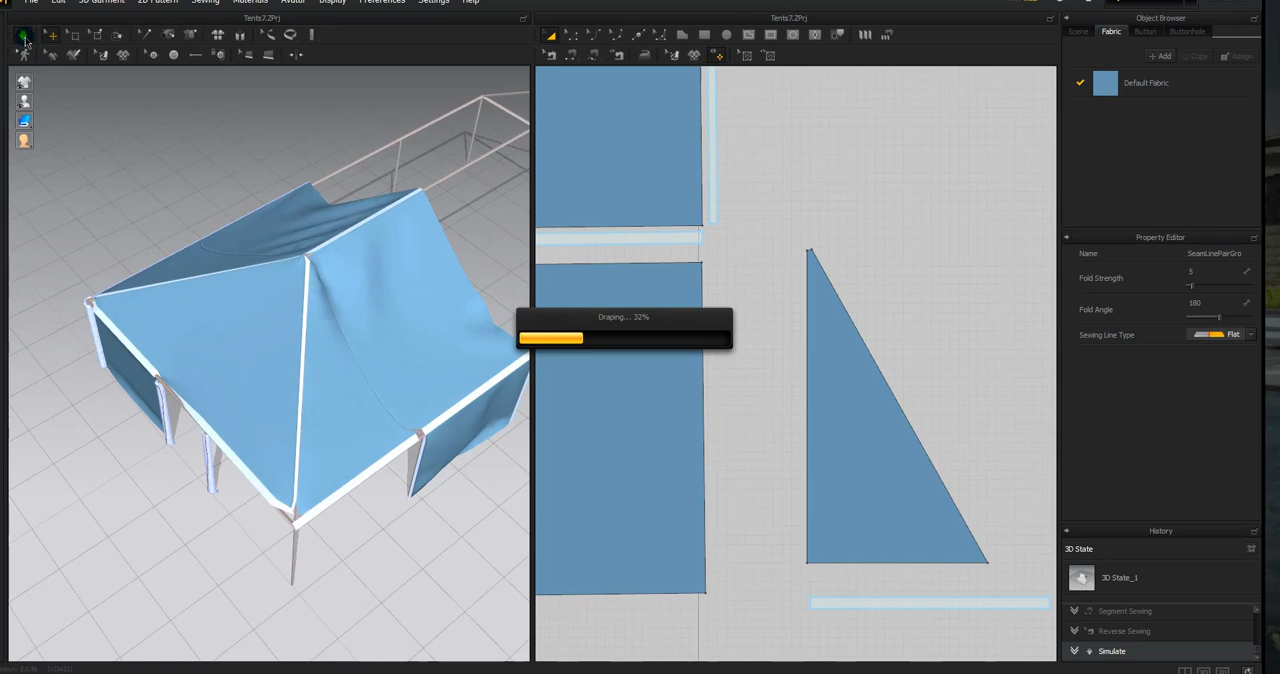 File Edit 3D Garment 2D Pattern Sewing Materials Avatar Display Preferences Settings Help
Tents7.ZPrj
Tents7.ZPrj
Object Browser
Scene Fabric Button Buttonhole
Add Copy Assign
Default Fabric
Property Editor
Name SeamLinePairGro
Fold Strength 5
Fold Angle 180
Sewing Line Type Flat
Draping... 32%
History
3D State
3D State_1
Segment Sewing
Reverse Sewing
Simulate